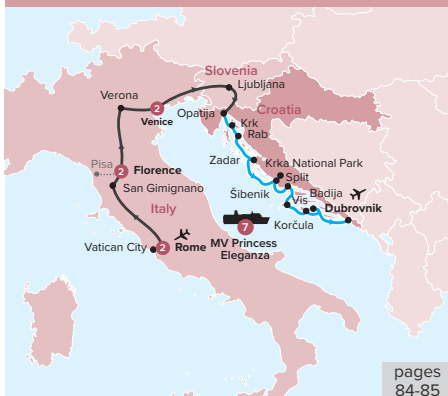 Slovenia
Ljubljana
Verona
Opatija
Croatia
2
Venice
Krk
Rab
Zadar
Krka National Park
Pisa
2
Florence
Split
San Gimignano
Šibenik
Badija
Vis
Dubrovnik
Italy
7
Korčula
Vatican City
2
Rome
MV Princess
Eleganza
pages
84-85